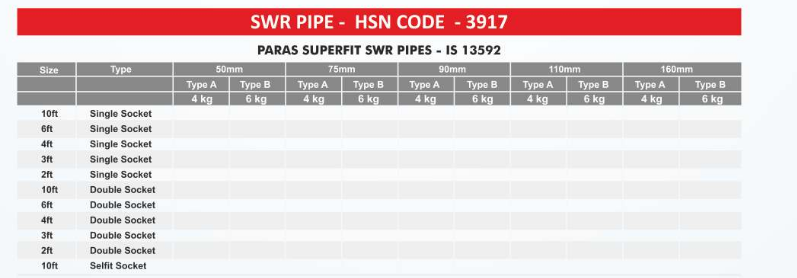 SWR PIPE - HSN CODE - 3917
PARAS SUPERFIT SWR PIPES - IS 13592
Size Type 50mm 75mm 90mm 110mm 160mm
Type A Type B Type A Type B Type A Type B Type A Type B Type A Type B
4 kg 6 kg 4 kg 6 kg 4 kg 6 kg 4 kg 6 kg 4 kg 6 kg
10ft Single Socket
6ft Single Socket
4ft Single Socket
3ft Single Socket
2ft Single Socket
10ft Double Socket
6ft Double Socket
4ft Double Socket
3ft Double Socket
2ft Double Socket
10ft Selfit Socket